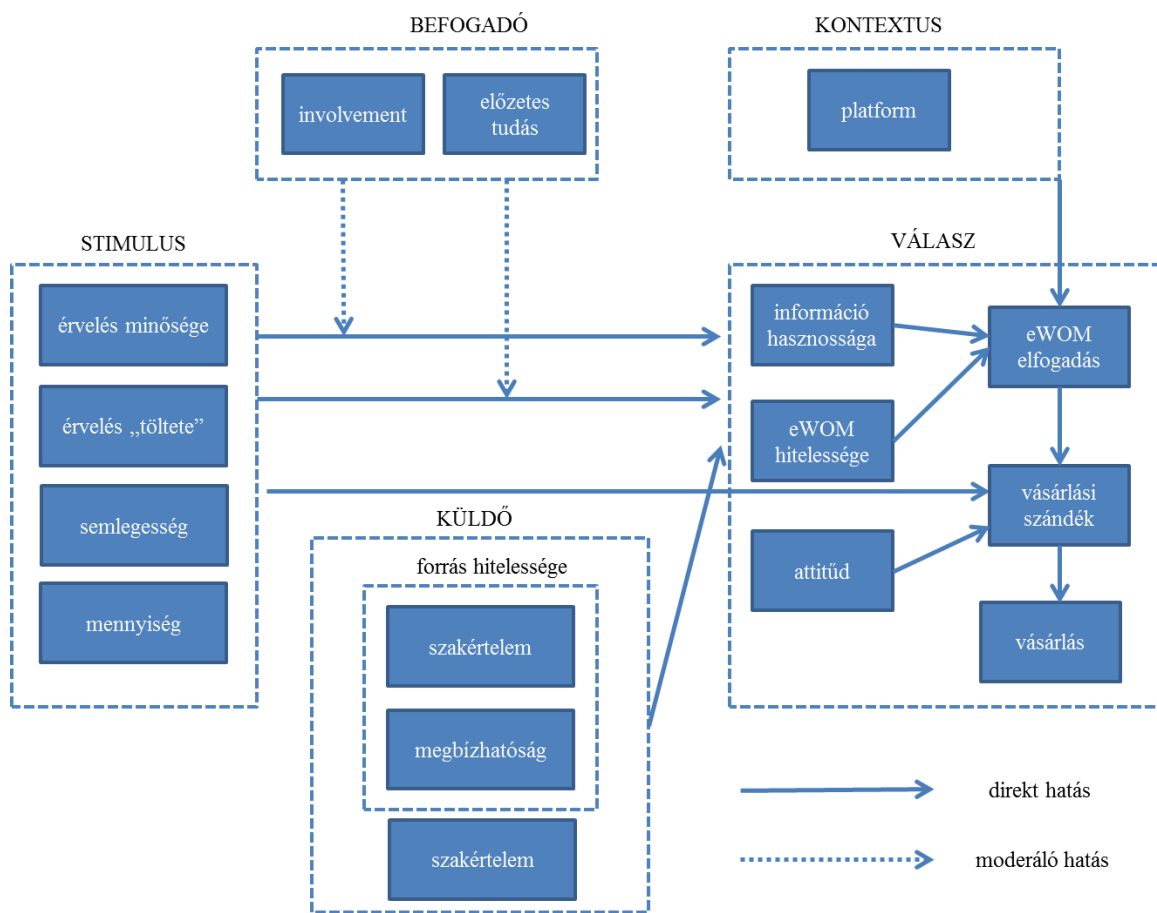 BEFOGADÓ
involvement
előzetes
tudás
KONTEXTUS
platform
STIMULUS
érvelés minősége
érvelés „töltete”
semlegesség
mennyiség
KÜLDŐ
forrás hitelessége
szakértelem
megbízhatóság
szakértelem
VÁLASZ
információ
hasznossága
eWOM
hitelessége
attitűd
eWOM
elfogadás
vásárlási
szándék
vásárlás
direkt hatás
moderáló hatás